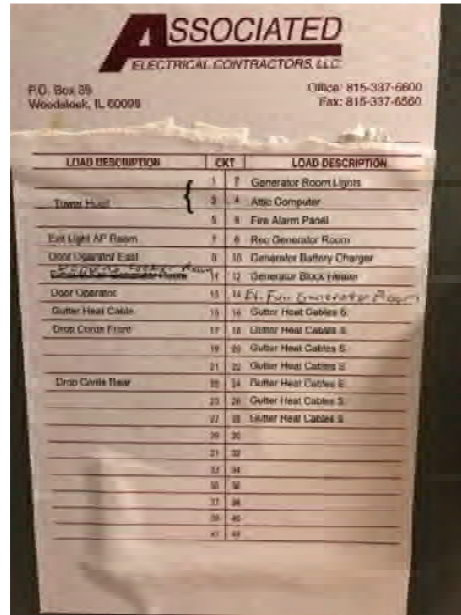 ASSOCIATED
ELECTRICAL CONTRACTORS, LLC.
P.O. Box 39 Office: 815-337-6600
Woodstock, IL 60098 Fax: 815-337-6560
LOAD DESCRIPTION CKT LOAD DESCRIPTION
1 2 Generator Room Lights
Tower Hoist { 3 4 Attic Computer
5 6 Fire Alarm Panel
Exit Light AP Room 7 8 Rec Generator Room
Door Operator East 9 10 Generator Battery Charger
Generator Room 11 12 Generator Block Heater
Door Operator 13 14 Ex. Fan Generator Room
Gutter Heat Cable 15 16 Gutter Heat Cables S.
Drop Cords Front 17 18 Gutter Heat Cables S.
19 20 Gutter Heat Cables S.
21 22 Gutter Heat Cables S.
Drop Cords Rear 24 Gutter Heat Cables S.
25 26 Gutter Heat Cables S.
27 28 Gutter Heat Cables S.
29 30
31 32
33 34
35 36
37 38
39 40
41 42